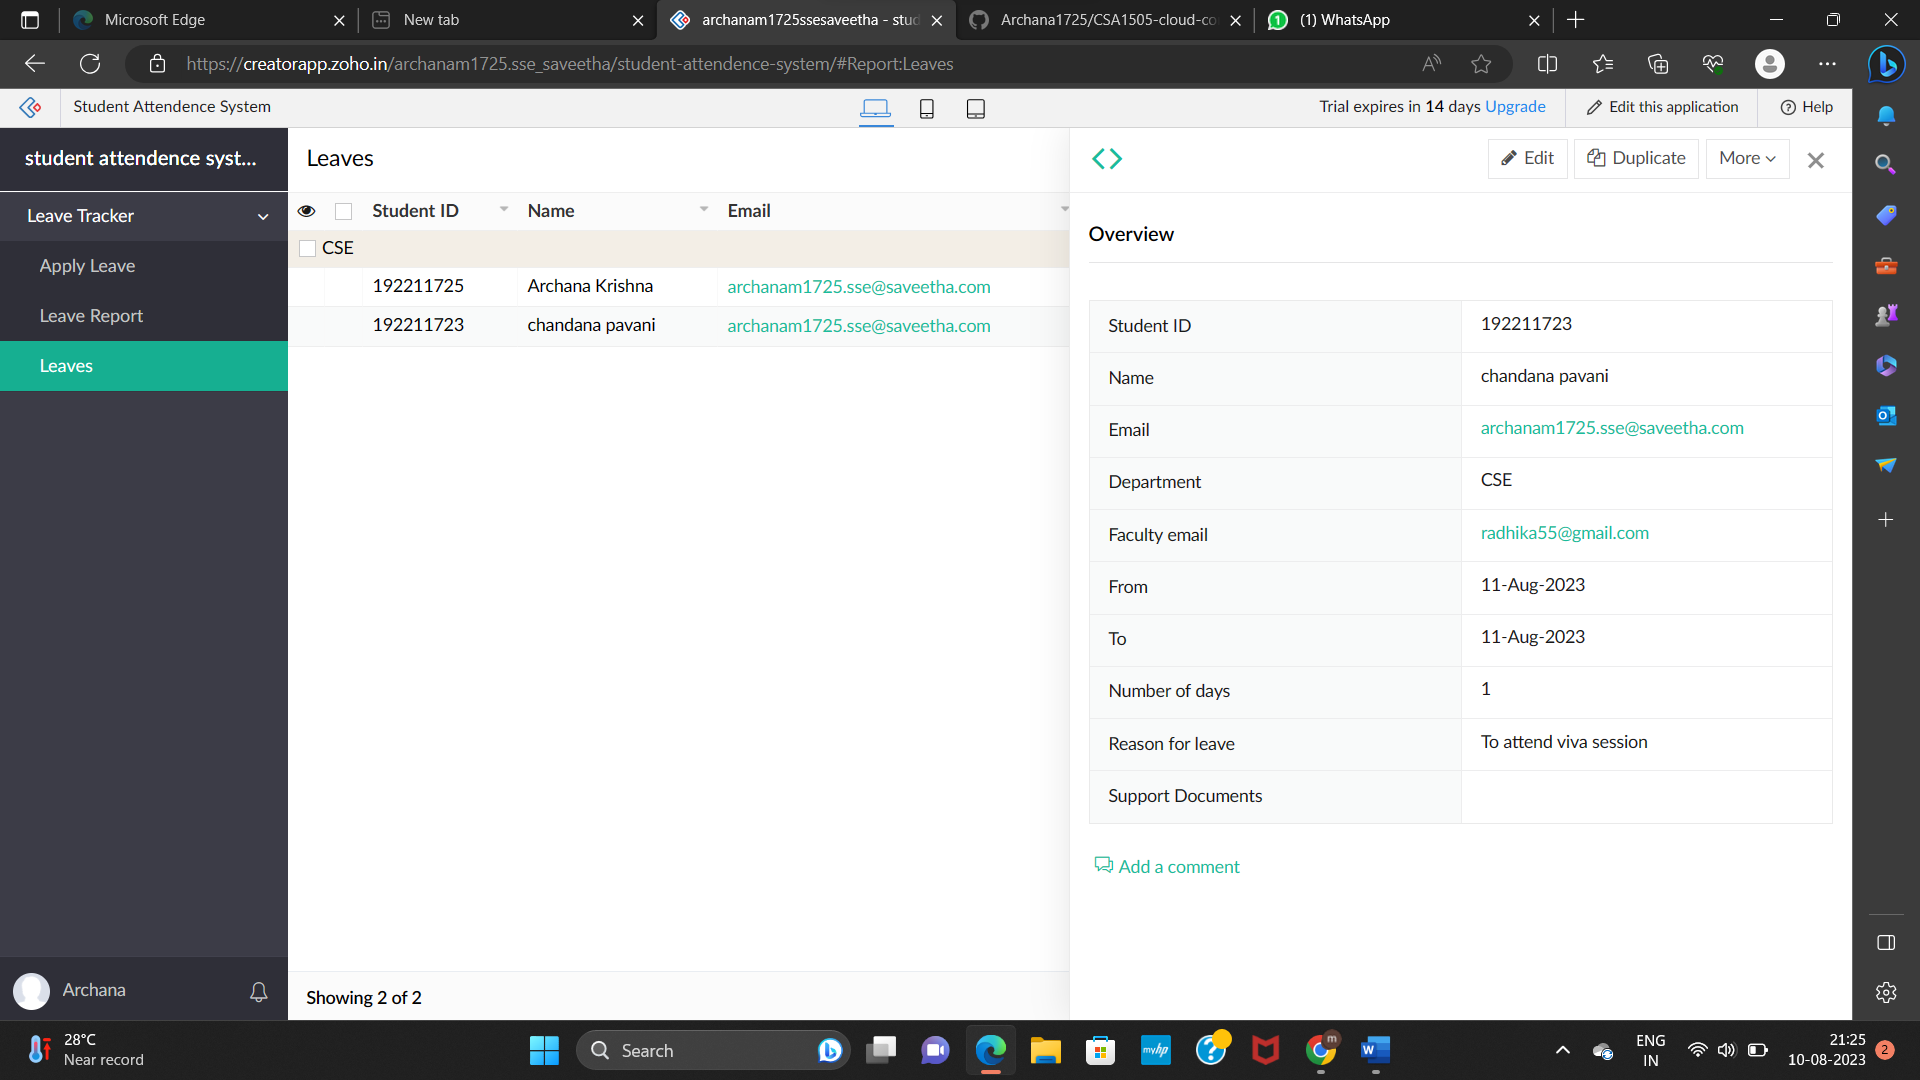 Microsoft Edge
New tab
archanam1725ssesaveetha - stud
Archana1725/CSA1505-cloud-co
(1) WhatsApp
https://creatorapp.zoho.in/archanam1725.sse_saveetha/student-attendence-system/#Report:Leaves
Student Attendence System
Trial expires in 14 days Upgrade
Edit this application
Help
student attendence syst...
Leave Tracker
Apply Leave
Leave Report
Leaves
Archana
Leaves
Student ID Name Email
CSE
192211725 Archana Krishna archanam1725.sse@saveetha.com
192211723 chandana pavani archanam1725.sse@saveetha.com
Showing 2 of 2
Edit
Duplicate
More
Overview
Student ID 192211723
Name chandana pavani
Email archanam1725.sse@saveetha.com
Department CSE
Faculty email radhika55@gmail.com
From 11-Aug-2023
To 11-Aug-2023
Number of days 1
Reason for leave To attend viva session
Support Documents
Add a comment
28°C
Near record
Search
myhp
m
W
ENG
IN
21:25
10-08-2023
2